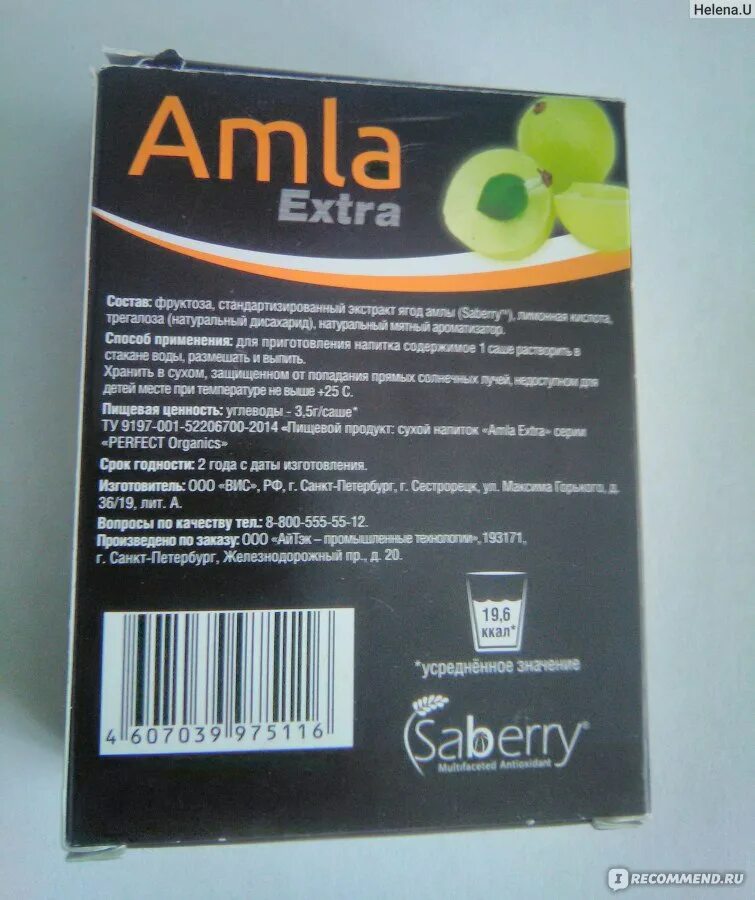 Helena.U
Amla
Extra
Состав: фруктоза, стандартизированный экстракт ягод амлы (Saberry™), лимонная кислота,
трегалоза (натуральный дисахарид), натуральный мятный ароматизатор.
Способ применения: для приготовления напитка содержимое 1 саше растворить в
стакане воды, размешать и выпить.
Хранить в сухом, защищенном от попадания прямых солнечных лучей, недоступном для
детей месте при температуре не выше +25 С.
Пищевая ценность: углеводы - 3,5г/саше*
ТУ 9197-001-52206700-2014 «Пищевой продукт: сухой напиток «Amla Extra» серии
«PERFECT Organics»
Срок годности: 2 года с даты изготовления.
Изготовитель: ООО «ВИС», РФ, г. Санкт-Петербург, г. Сестрорецк, ул. Максима Горького, д.
36/19, лит. А.
Вопросы по качеству тел.: 8-800-555-55-12.
Произведено по заказу: ООО «АйТэк – промышленные технологии», 193171,
г. Санкт-Петербург, Железнодорожный пр., д. 20.
19,6
ккал*
*усреднённое значение
4 607039 975116
Saberry®
Multifaceted Antioxidant
I RECOMMEND.RU